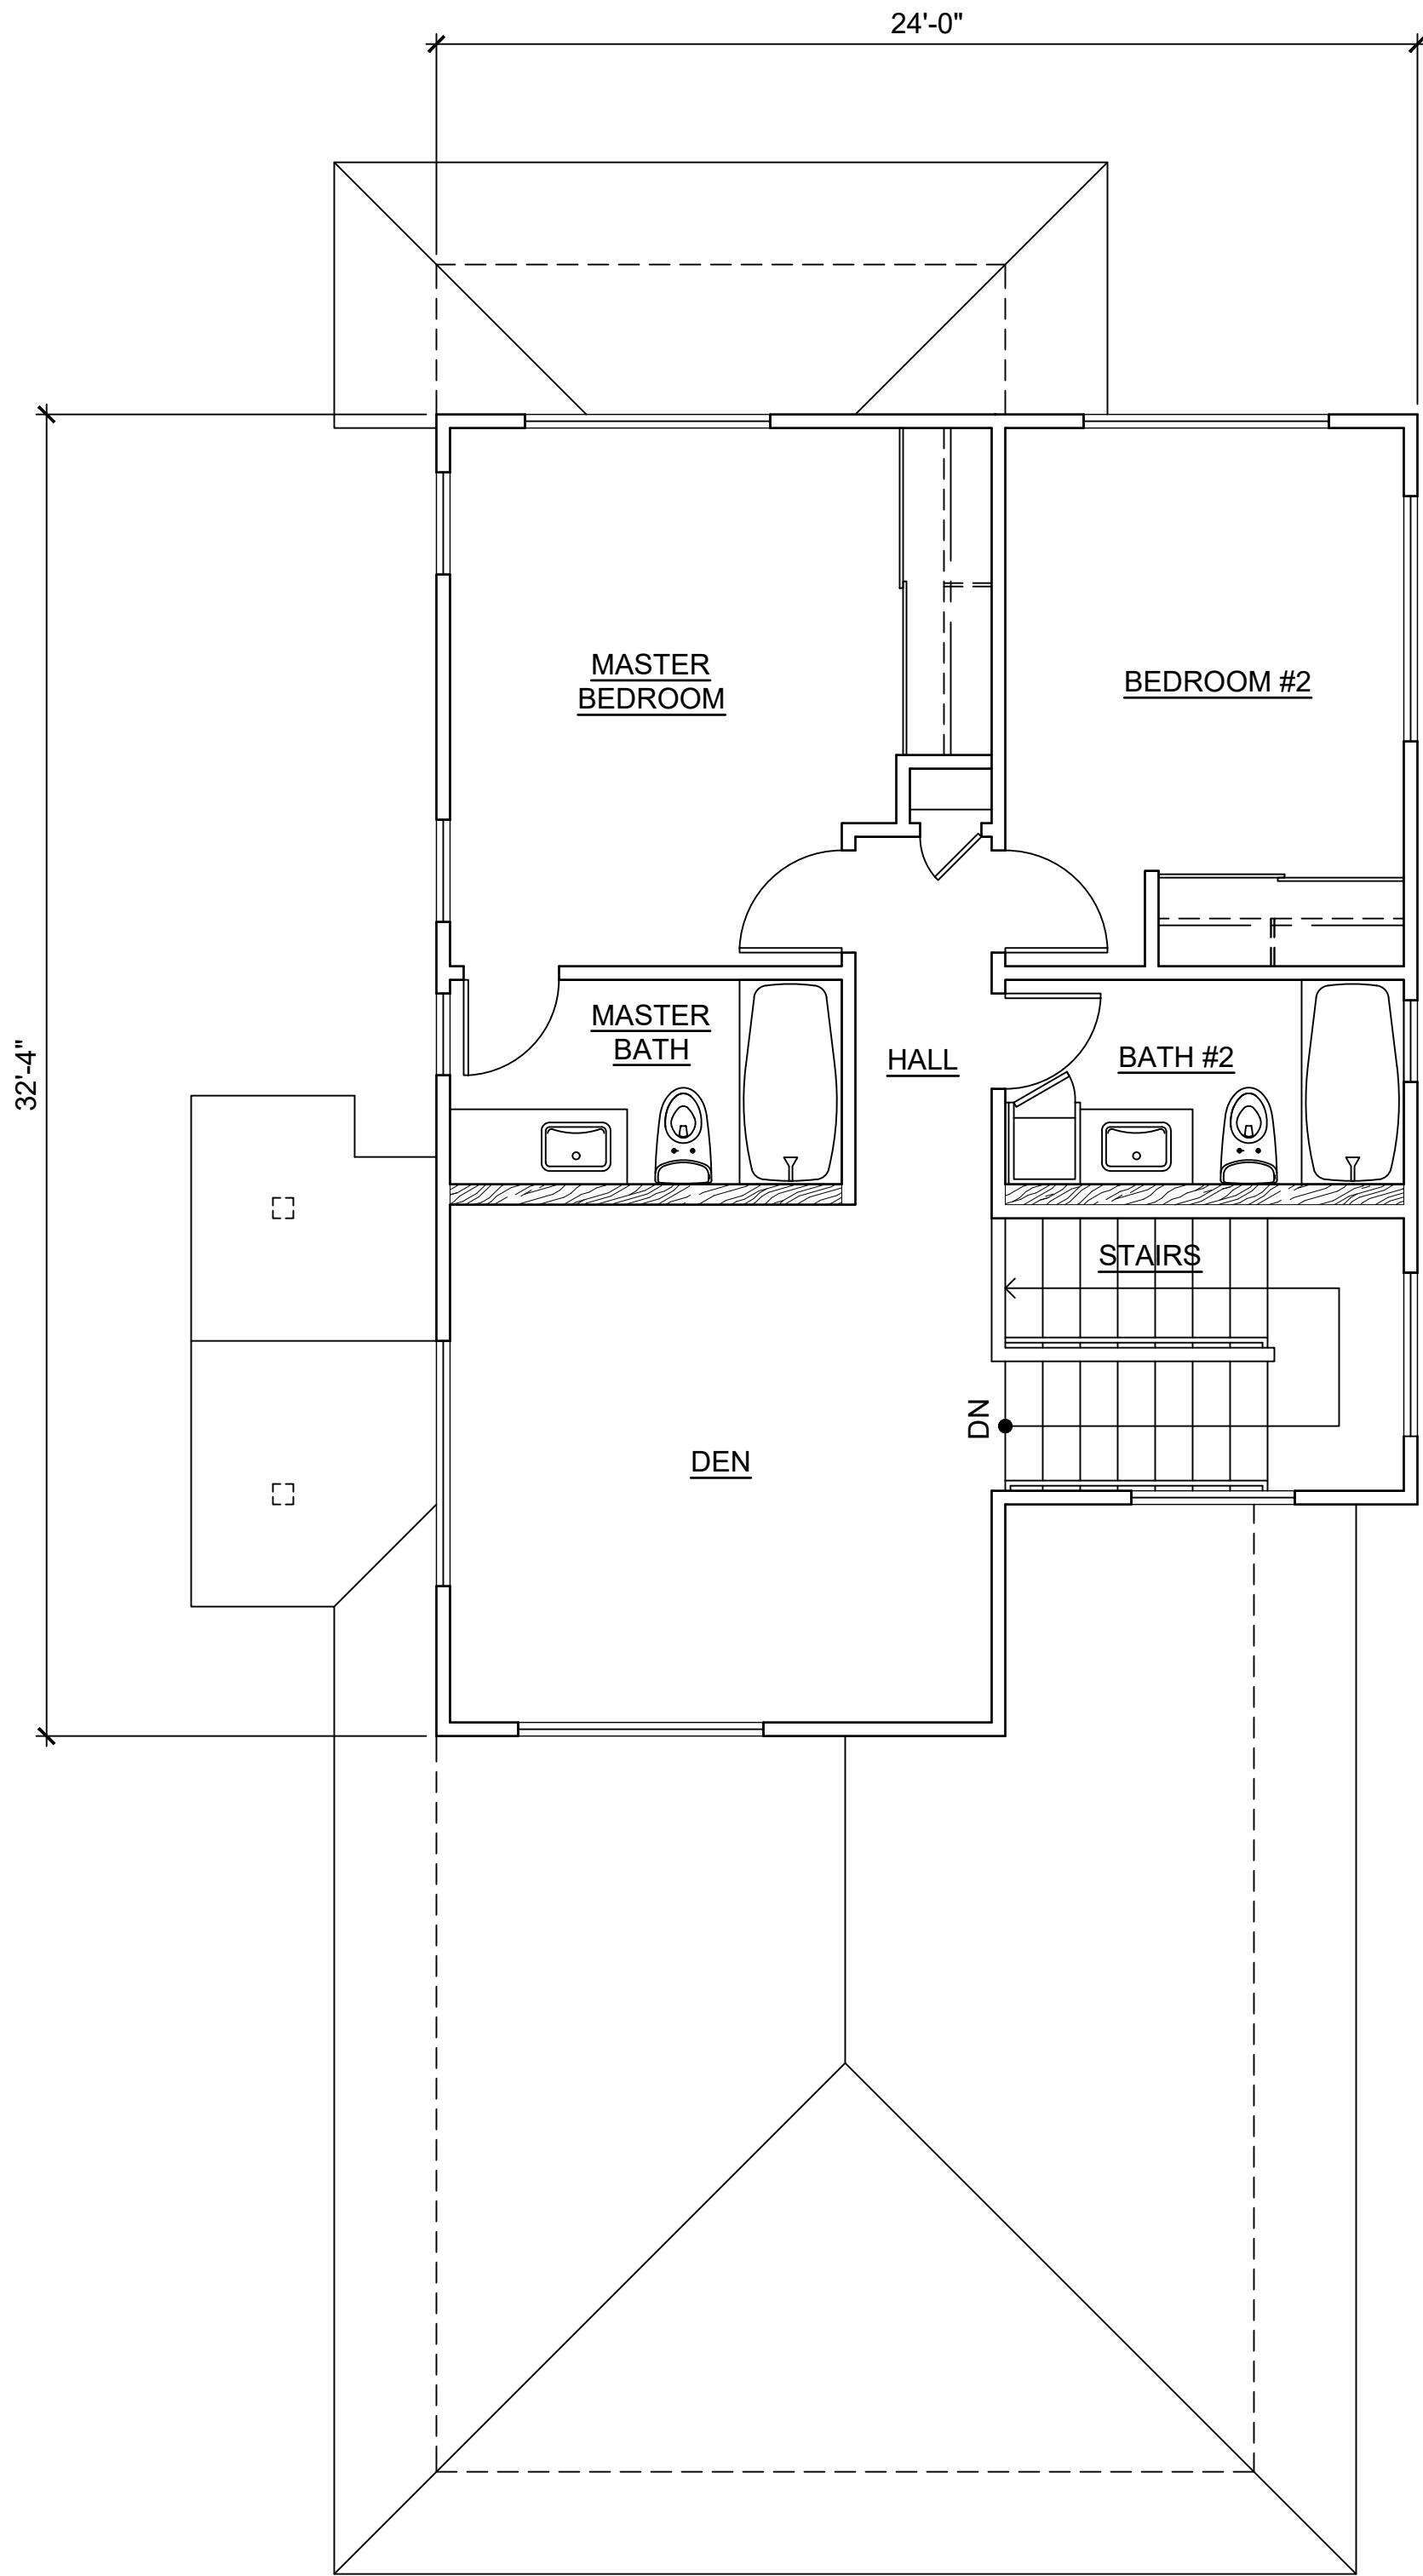 24'-0"
MASTER
BEDROOM
BEDROOM #2
32'-4"
MASTER
BATH
HALL
BATH #2
STAIRS
DN
DEN